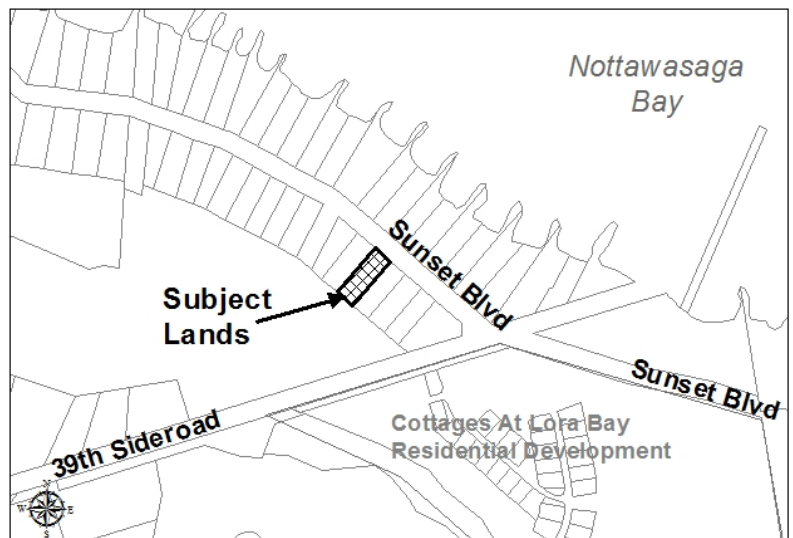 Nottawasaga
Bay
Sunset Blvd
Subject
Lands
Sunset Blvd
Cottages At Lora Bay
Residential Development
39th Sideroad
N
W E
S